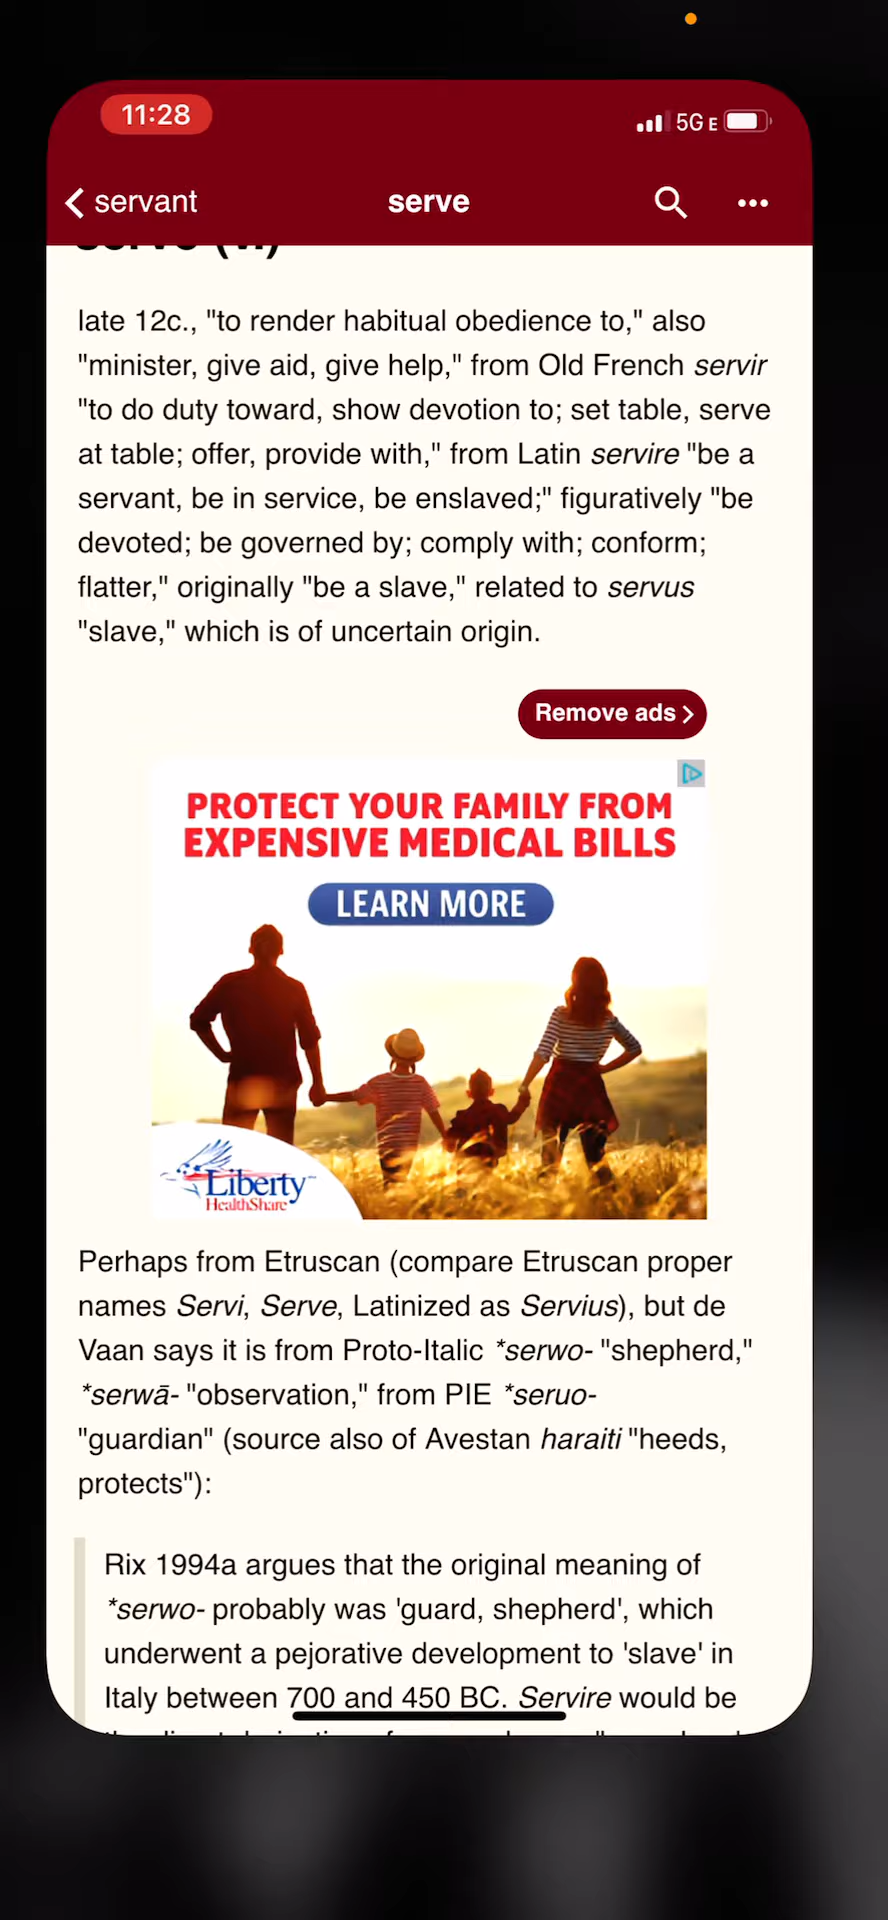 11:28
5G E
servant
serve
serve (v.)
late 12c., "to render habitual obedience to," also
"minister, give aid, give help," from Old French servir
"to do duty toward, show devotion to; set table, serve
at table; offer, provide with," from Latin servire "be a
servant, be in service, be enslaved;" figuratively "be
devoted; be governed by; comply with; conform;
flatter," originally "be a slave," related to servus
"slave," which is of uncertain origin.
Remove ads
PROTECT YOUR FAMILY FROM
EXPENSIVE MEDICAL BILLS
LEARN MORE
Liberty
HealthShare
Perhaps from Etruscan (compare Etruscan proper
names Servi, Serve, Latinized as Servius), but de
Vaan says it is from Proto-Italic *serwo- "shepherd,"
*serwā- "observation," from PIE *seruo-
"guardian" (source also of Avestan haraiti "heeds,
protects"):
Rix 1994a argues that the original meaning of
*serwo- probably was 'guard, shepherd', which
underwent a pejorative development to 'slave' in
Italy between 700 and 450 BC. Servire would be